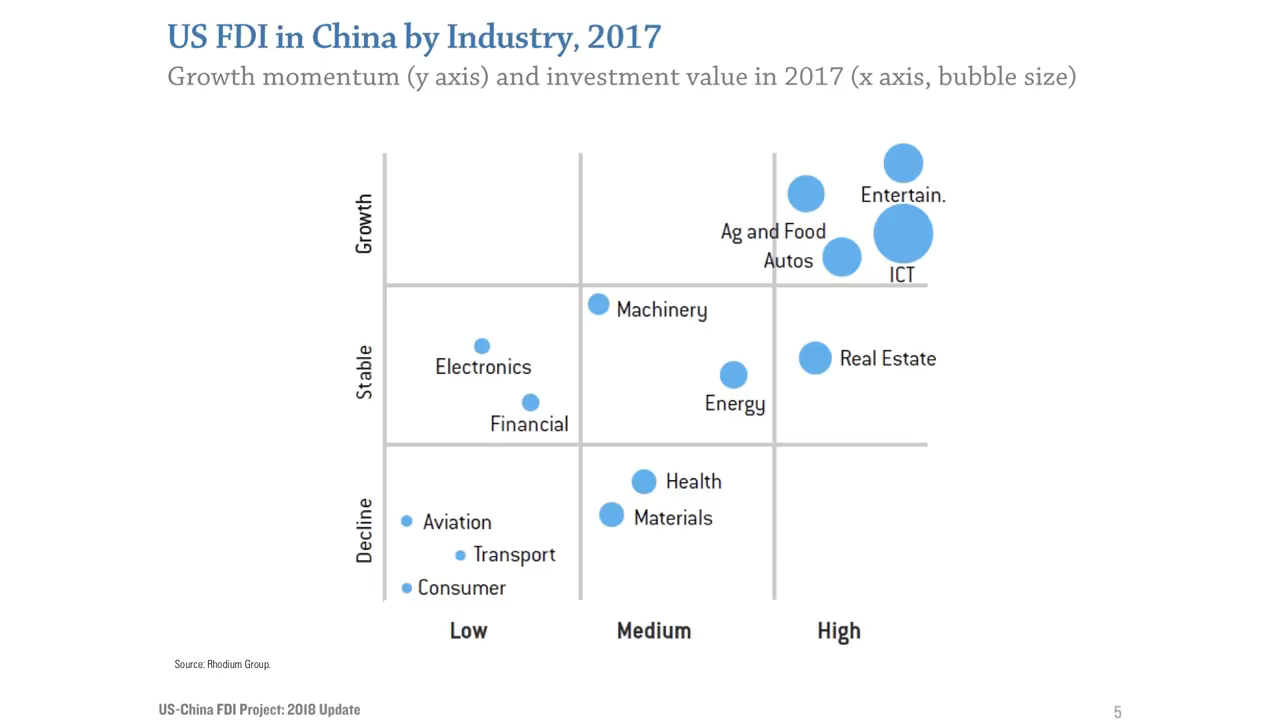 US FDI in China by Industry, 2017
Growth momentum (y axis) and investment value in 2017 (x axis, bubble size)
Growth
Entertain.
Ag and Food
Autos
ICT
Stable
Machinery
Electronics
Real Estate
Energy
Financial
Decline
Health
Materials
Aviation
Transport
Consumer
Low
Medium
High
Source: Rhodium Group.
US-China FDI Project: 2018 Update
5